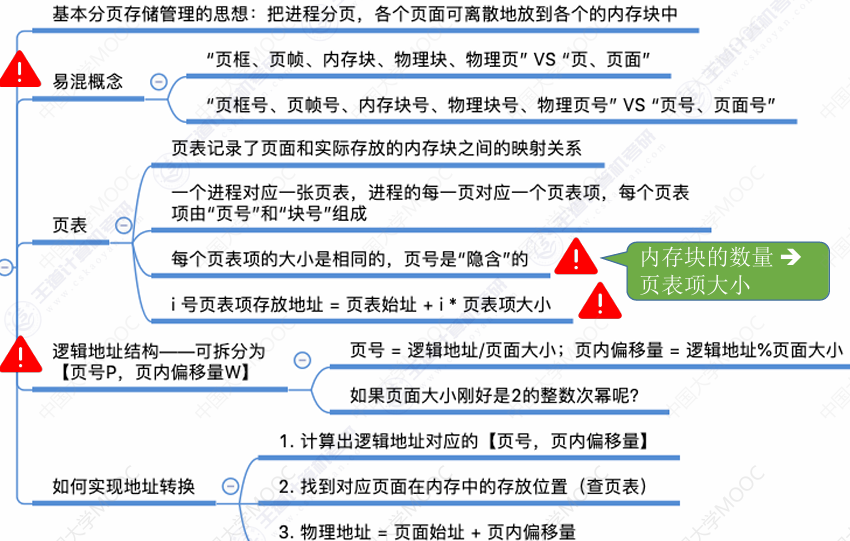 基本分页存储管理的思想：把进程分页，各个页面可离散地放到各个的内存块中
易混概念
“页框、页帧、内存块、物理块、物理页” VS “页、页面”
“页框号、页帧号、内存块号、物理块号、物理页号” VS “页号、页面号”
页表
页表记录了页面和实际存放的内存块之间的映射关系
一个进程对应一张页表，进程的每一页对应一个页表项，每个页表
项由“页号”和“块号”组成
每个页表项的大小是相同的，页号是“隐含”的
内存块的数量 ➔
页表项大小
i 号页表项存放地址 = 页表始址 + i * 页表项大小
逻辑地址结构——可拆分为
【页号P，页内偏移量W】
页号 = 逻辑地址/页面大小；页内偏移量 = 逻辑地址%页面大小
如果页面大小刚好是2的整数次幂呢？
如何实现地址转换
1. 计算出逻辑地址对应的【页号，页内偏移量】
2. 找到对应页面在内存中的存放位置（查页表）
3. 物理地址 = 页面始址 + 页内偏移量